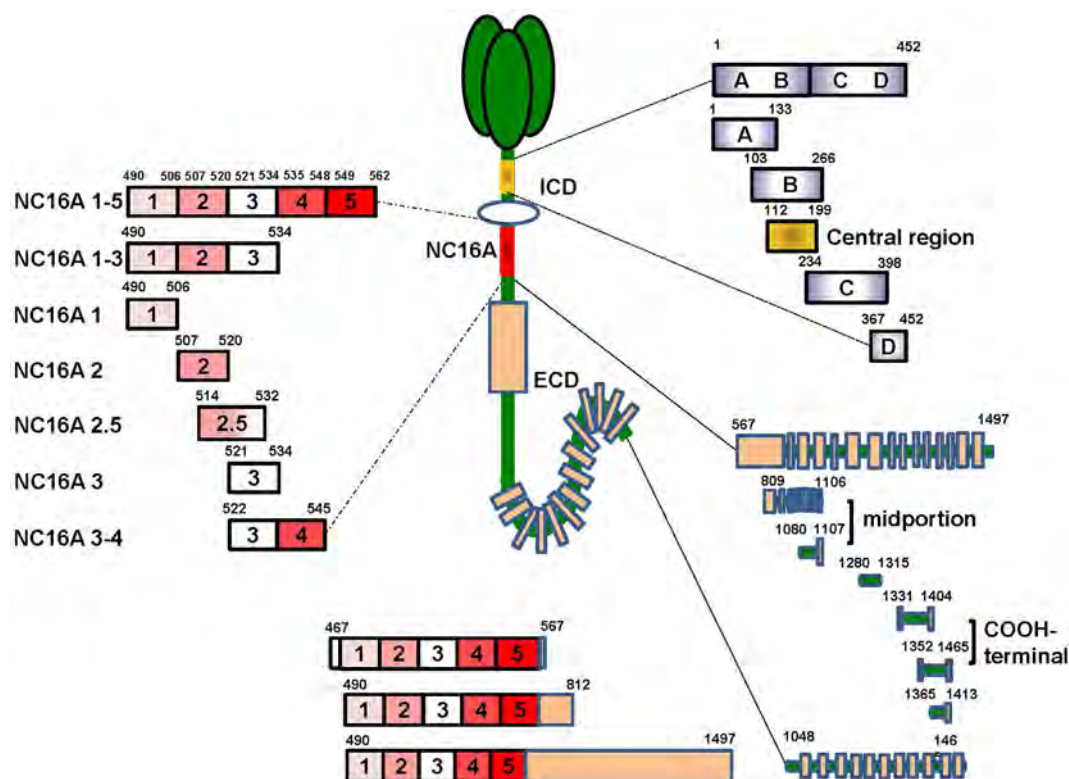 1 452
A B C D
1 133
A
103 266
B
112 199
Central region
234 398
C
367 452
D
ICD
NC16A
ECD
490 506 507 520 521 534 535 548 549 562
NC16A 1-5 1 2 3 4 5
490 534
NC16A 1-3 1 2 3
490 506
NC16A 1 1
507 520
NC16A 2 2
514 532
NC16A 2.5 2.5
521 534
NC16A 3 3
522 545
NC16A 3-4 3 4
567 1497
809 1106
midportion
1080 1107
1280 1315
1331 1404
COOH-
terminal
1352 1465
1365 1413
1048 146
467 567
1 2 3 4 5
490 812
1 2 3 4 5
490 1497
1 2 3 4 5